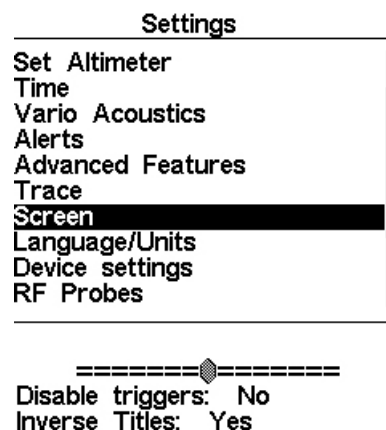 Settings
Set Altimeter
Time
Vario Acoustics
Alerts
Advanced Features
Trace
Screen
Language/Units
Device settings
RF Probes
Disable triggers: No
Inverse Titles: Yes